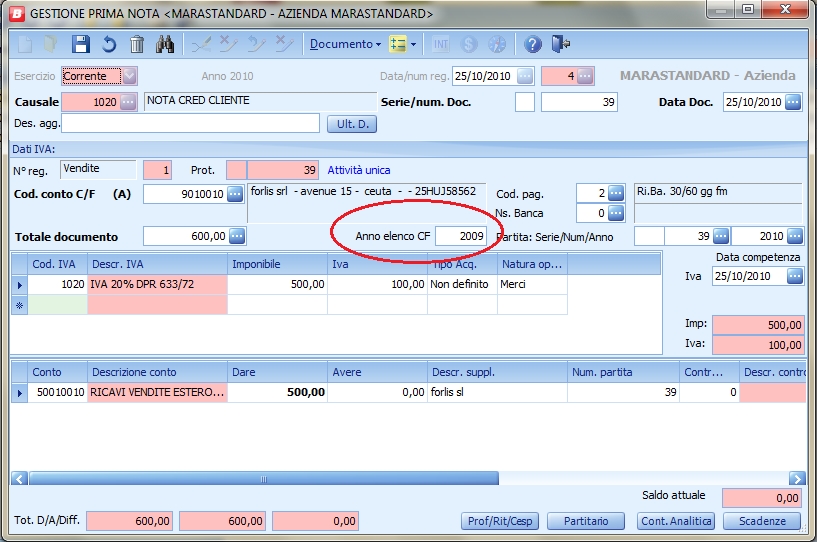 GESTIONE PRIMA NOTA <MARASTANDARD - AZIENDA MARASTANDARD>
Documento INT $
Esercizio Corrente Anno 2010 Data/num reg. 25/10/2010 4 MARASTANDARD - Azienda
Causale 1020 NOTA CRED CLIENTE Serie/num. Doc. 39 Data Doc. 25/10/2010
Des. agg. Ult. D.
Dati IVA:
N° reg. Vendite 1 Prot. 39 Attività unica
Cod. conto C/F (A) 9010010 forlis srl - avenue 15 - ceuta - - 25HUJ58562 Cod. pag. 2 Ri.Ba. 30/60 gg fm
Ns. Banca 0
Totale documento 600,00 Anno elenco CF 2009 Partita: Serie/Num/Anno 39 2010
Cod. IVA Descr. IVA Imponibile Iva Tipo Acq. Natura op... Data competenza
1020 IVA 20% DPR 633/72 500,00 100,00 Non definito Merci Iva 25/10/2010
Imp: 500,00
Iva: 100,00
Conto Descrizione conto Dare Avere Descr. suppl. Num. partita Contr... Descr. contro
50010010 RICAVI VENDITE ESTERO... 500,00 0,00 forlis sl 39 0
Saldo attuale 0,00
Tot. D/A/Diff. 600,00 600,00 0,00 Prof/Rit/Cesp Partitario Cont. Analitica Scadenze